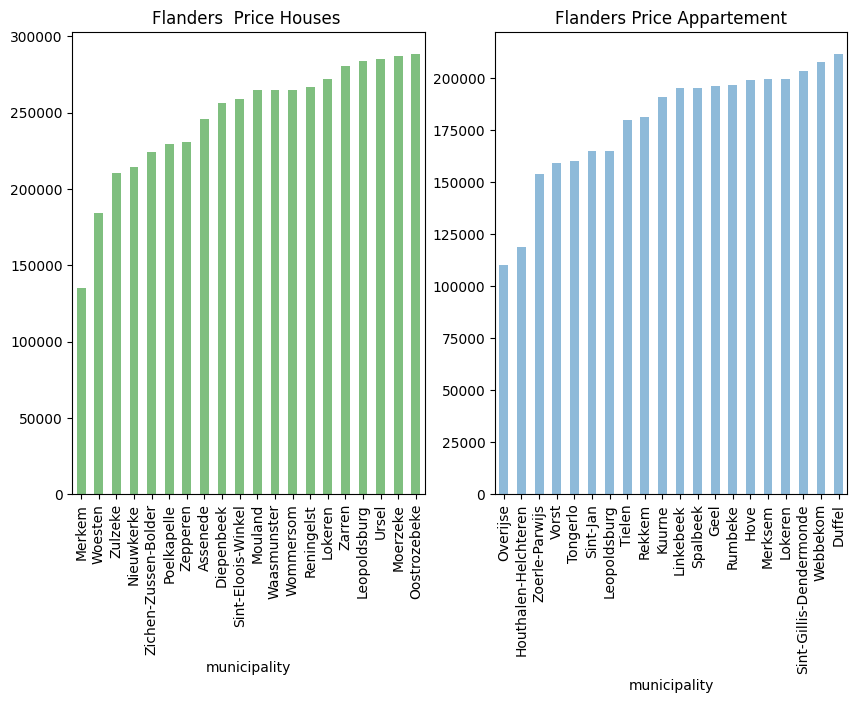 Flanders  Price Houses
300000
250000
200000
150000
100000
50000
0
Merkem
Woesten
Zulzeke
Nieuwkerke
Zichen-Zussen-Bolder
Poelkapelle
Zepperen
Assenede
Diepenbeek
Sint-Eloois-Winkel
Mouland
Waasmunster
Wommersom
Reningelst
Lokeren
Zarren
Leopoldsburg
Ursel
Moerzeke
Oostrozebeke
municipality
Flanders Price Appartement
200000
175000
150000
125000
100000
75000
50000
25000
0
Overijse
Houthalen-Helchteren
Zoerle-Parwijs
Vorst
Tongerlo
Sint-Jan
Leopoldsburg
Tielen
Rekkem
Kuurne
Linkebeek
Spalbeek
Geel
Rumbeke
Hove
Merksem
Lokeren
Sint-Gillis-Dendermonde
Webbekom
Duffel
municipality